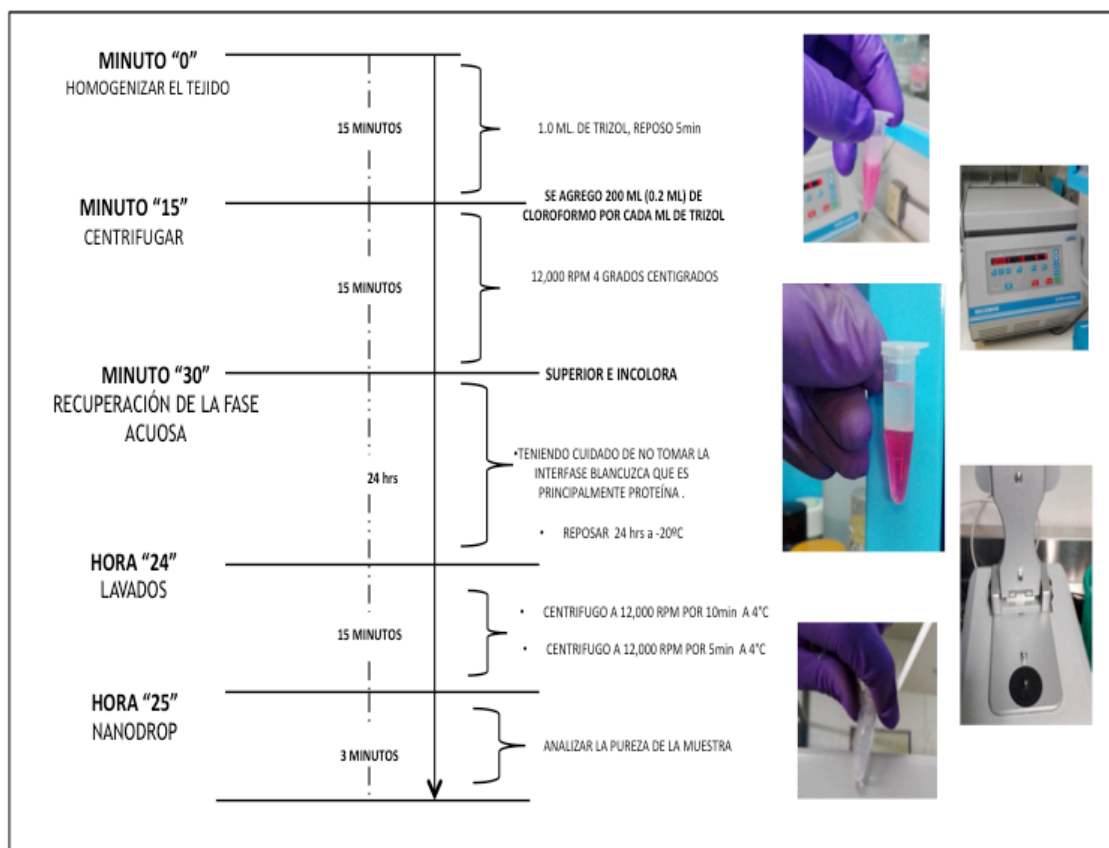 MINUTO “0”
HOMOGENIZAR EL TEJIDO
15 MINUTOS
1.0 ML. DE TRIZOL, REPOSO 5min
MINUTO “15”
CENTRIFUGAR
SE AGREGO 200 ML (0.2 ML) DE
CLOROFORMO POR CADA ML DE TRIZOL
15 MINUTOS
12,000 RPM 4 GRADOS CENTIGRADOS
MINUTO “30”
RECUPERACIÓN DE LA FASE
ACUOSA
SUPERIOR E INCOLORA
24 hrs
•TENIENDO CUIDADO DE NO TOMAR LA
INTERFASE BLANCUZCA QUE ES
PRINCIPALMENTE PROTEÍNA .
• REPOSAR 24 hrs a -20ºC
HORA “24”
LAVADOS
15 MINUTOS
• CENTRIFUGO A 12,000 RPM POR 10min A 4°C
• CENTRIFUGO A 12,000 RPM POR 5min A 4°C
HORA “25”
NANODROP
3 MINUTOS
ANALIZAR LA PUREZA DE LA MUESTRA